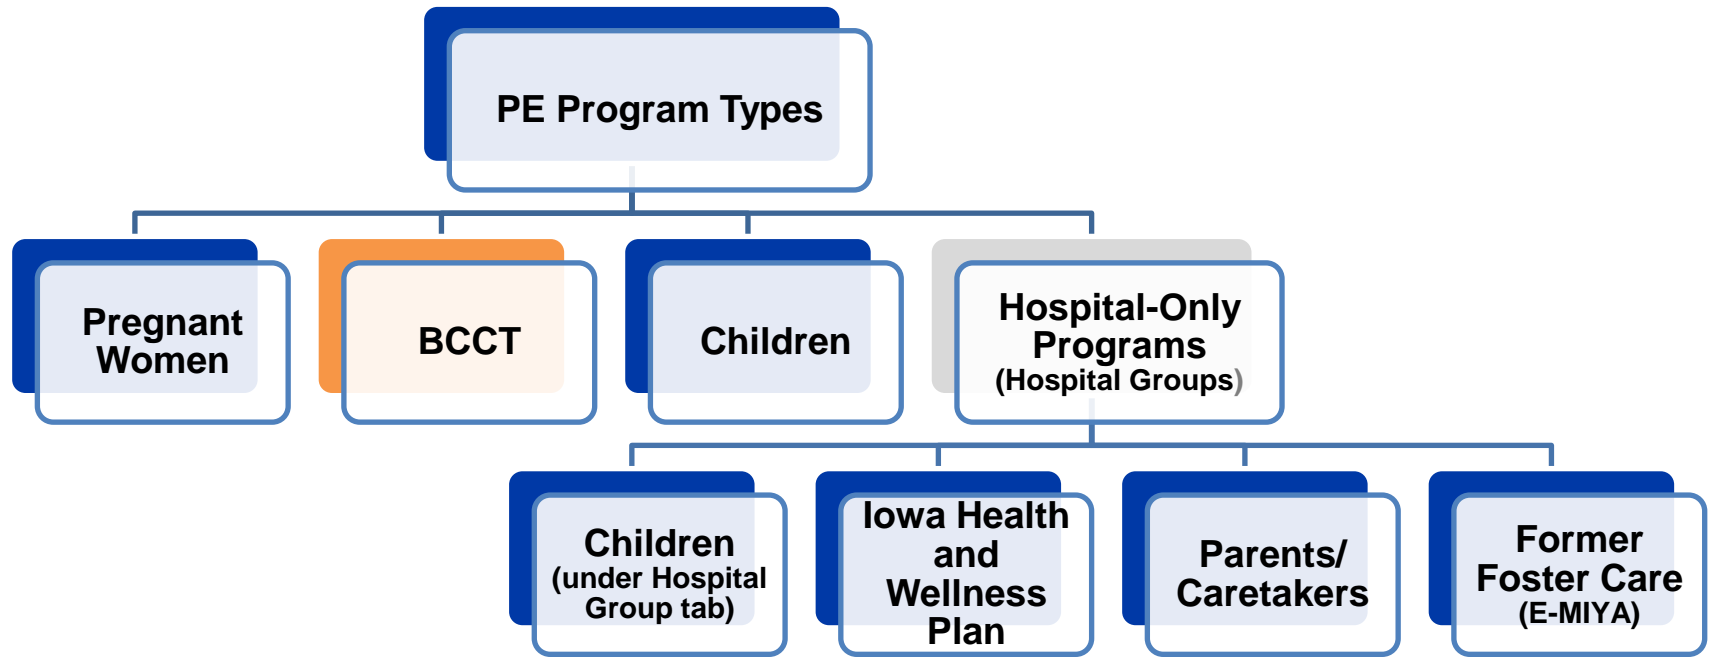 PE Program Types
Pregnant
Women
BCCT
Children
Hospital-Only
Programs
(Hospital Groups)
Children
(under Hospital
Group tab)
Iowa Health
and
Wellness
Plan
Parents/
Caretakers
Former
Foster Care
(E-MIYA)